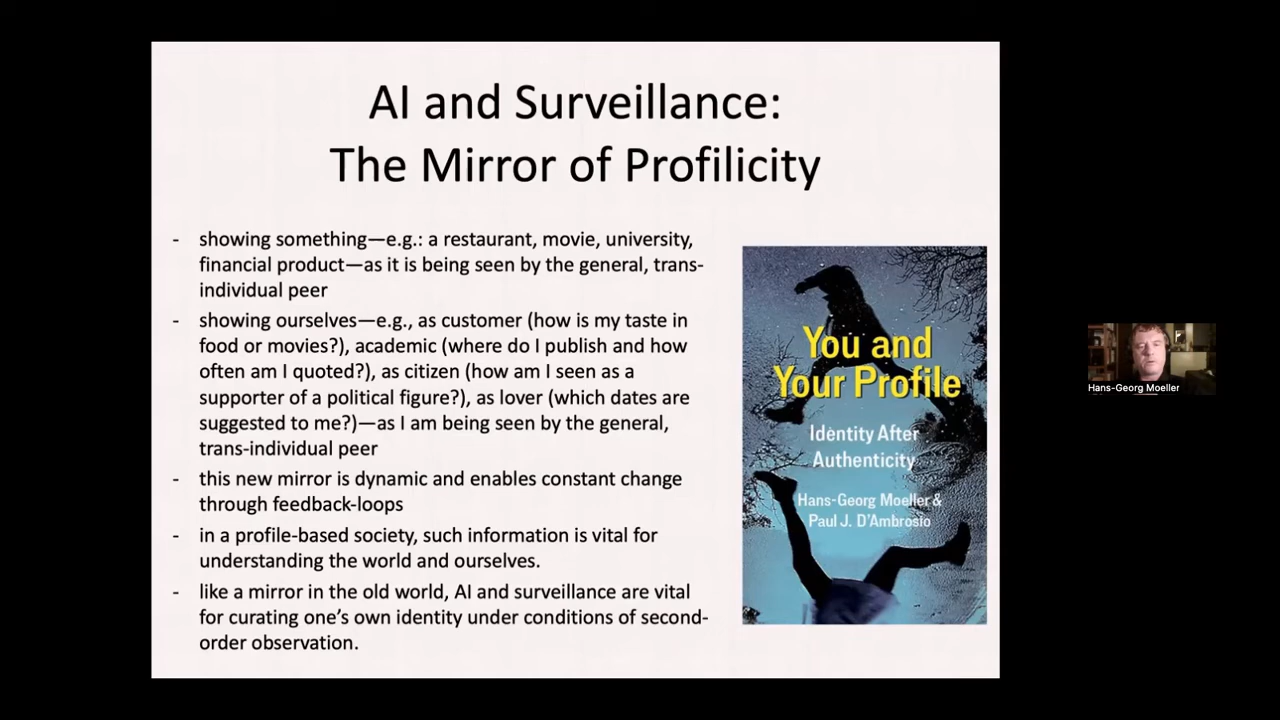 AI and Surveillance:
The Mirror of Profilicity
- showing something—e.g.: a restaurant, movie, university,
financial product—as it is being seen by the general, trans-
individual peer
- showing ourselves—e.g., as customer (how is my taste in
food or movies?), academic (where do I publish and how
often am I quoted?), as citizen (how am I seen as a
supporter of a political figure?), as lover (which dates are
suggested to me?)—as I am being seen by the general,
trans-individual peer
- this new mirror is dynamic and enables constant change
through feedback-loops
- in a profile-based society, such information is vital for
understanding the world and ourselves.
- like a mirror in the old world, AI and surveillance are vital
for curating one's own identity under conditions of second-
order observation.
You and
Your Profile
Identity After
Authenticity
Hans-Georg Moeller &
Paul J. D'Ambrosio
Hans-Georg Moeller